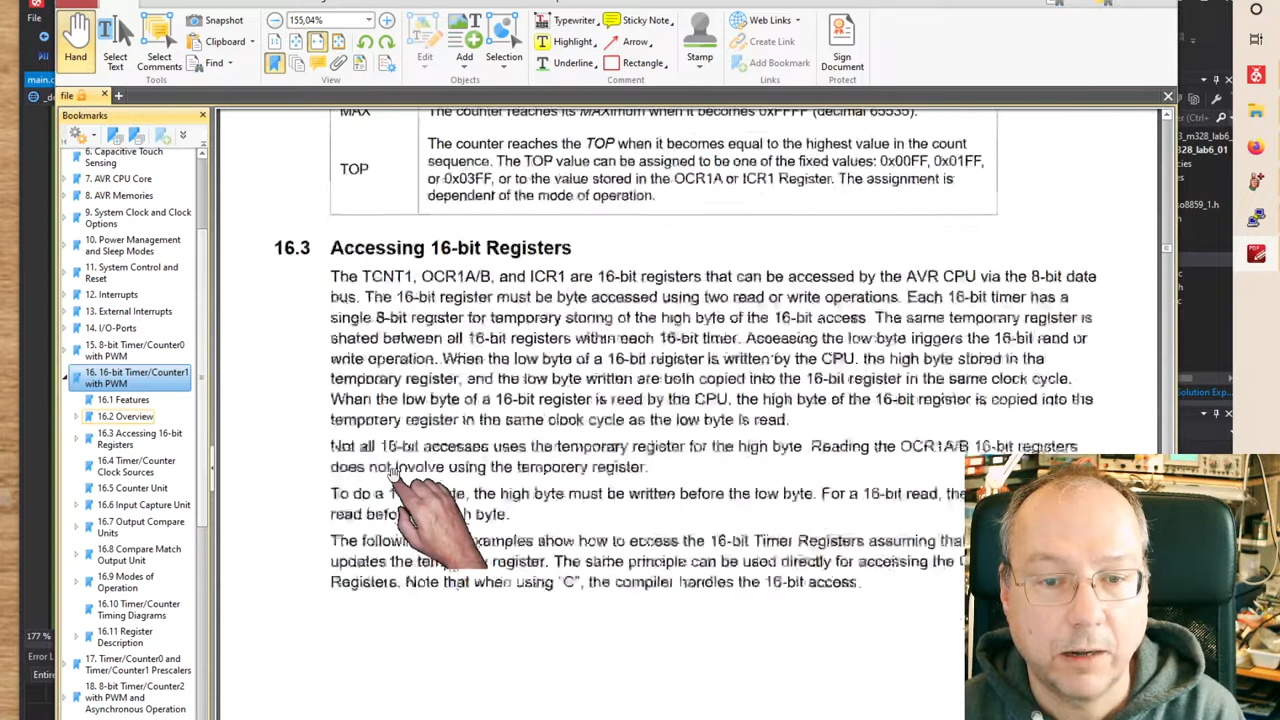 File
Snapshot
155,04%
Typewriter
Sticky Note
Web Links
Clipboard
Highlight
Arrow
Create Link
Hand
Select Text
Select Comments
Find
Edit
Add
Selection
Underline
Rectangle
Stamp
Add Bookmark
Sign Document
Tools
View
Objects
Comment
Links
Protect
main.c
file
Bookmarks
6. Capacitive Touch
Sensing
7. AVR CPU Core
8. AVR Memories
9. System Clock and Clock
Options
10. Power Management
and Sleep Modes
11. System Control and
Reset
12. Interrupts
13. External Interrupts
14. I/O-Ports
15. 8-bit Timer/Counter0
with PWM
16. 16-bit Timer/Counter1
with PWM
16.1 Features
16.2 Overview
16.3 Accessing 16-bit
Registers
16.4 Timer/Counter
Clock Sources
16.5 Counter Unit
16.6 Input Capture Unit
16.7 Output Compare
Units
16.8 Compare Match
Output Unit
16.9 Modes of
Operation
16.10 Timer/Counter
Timing Diagrams
16.11 Register
Description
17. Timer/Counter0 and
Timer/Counter1 Prescalers
18. 8-bit Timer/Counter2
with PWM and
Asynchronous Operation
177 %
Error L
Entire
MAX
The counter reaches its MAXimum when it becomes 0xFFFF (decimal 65535).
TOP
The counter reaches the TOP when it becomes equal to the highest value in the count
sequence. The TOP value can be assigned to be one of the fixed values: 0x00FF, 0x01FF,
or 0x03FF, or to the value stored in the OCR1A or ICR1 Register. The assignment is
dependent of the mode of operation.
16.3 Accessing 16-bit Registers
The TCNT1, OCR1A/B, and ICR1 are 16-bit registers that can be accessed by the AVR CPU via the 8-bit data
bus. The 16-bit register must be byte accessed using two read or write operations. Each 16-bit timer has a
single 8-bit register for temporary storing of the high byte of the 16-bit access. The same temporary register is
shared between all 16-bit registers within each 16-bit timer. Accessing the low byte triggers the 16-bit read or
write operation. When the low byte of a 16-bit register is written by the CPU, the high byte stored in the
temporary register, and the low byte written are both copied into the 16-bit register in the same clock cycle.
When the low byte of a 16-bit register is read by the CPU, the high byte of the 16-bit register is copied into the
temporary register in the same clock cycle as the low byte is read.
Not all 16-bit accesses uses the temporary register for the high byte. Reading the OCR1A/B 16-bit registers
does not involve using the temporary register.
To do a 1 the high byte must be written before the low byte. For a 16-bit read, the
read befo h byte.
The followi examples show how to access the 16-bit Timer Registers assuming that
updates the temp register. The same principle can be used directly for accessing the
Registers. Note that when using "C", the compiler handles the 16-bit access.
_m328_lab6
328_lab6_01
cies
so8859_1.h
Solution Exp